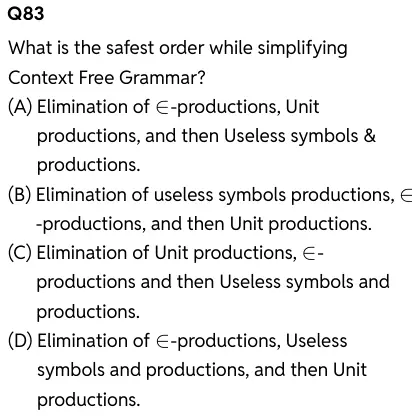 Q83
What is the safest order while simplifying
Context Free Grammar?
(A) Elimination of ∈-productions, Unit
productions, and then Useless symbols &
productions.
(B) Elimination of useless symbols productions, ∈
-productions, and then Unit productions.
(C) Elimination of Unit productions, ∈-
productions and then Useless symbols and
productions.
(D) Elimination of ∈-productions, Useless
symbols and productions, and then Unit
productions.